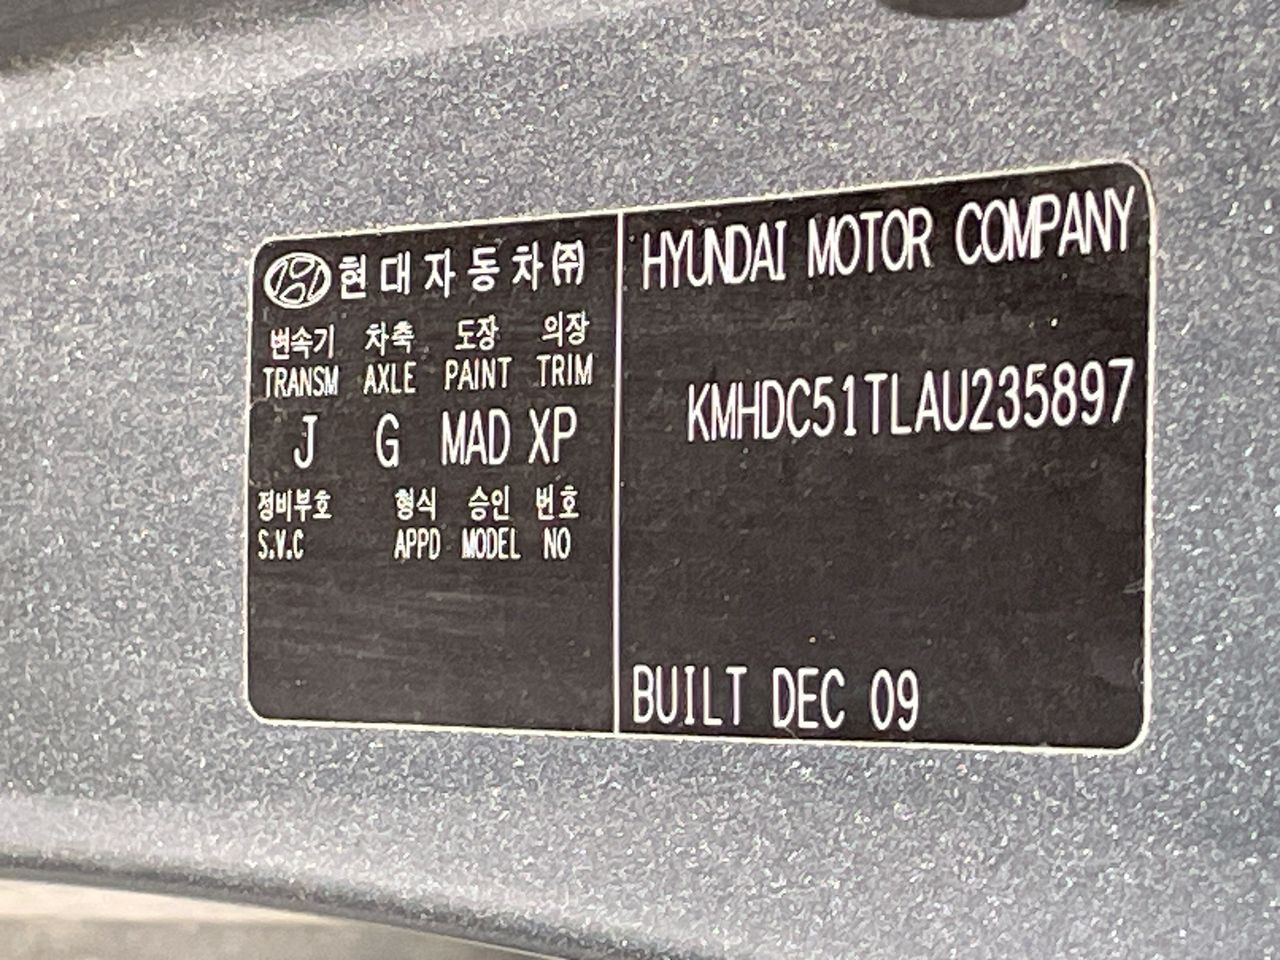 현대자동차㈜
변속기 차축 도장 의장
TRANSM AXLE PAINT TRIM
J G MAD XP
정비부호 형식 승인 번호
S.V.C APPD MODEL NO
HYUNDAI MOTOR COMPANY
KMHDC51TLAU235897
BUILT DEC 09